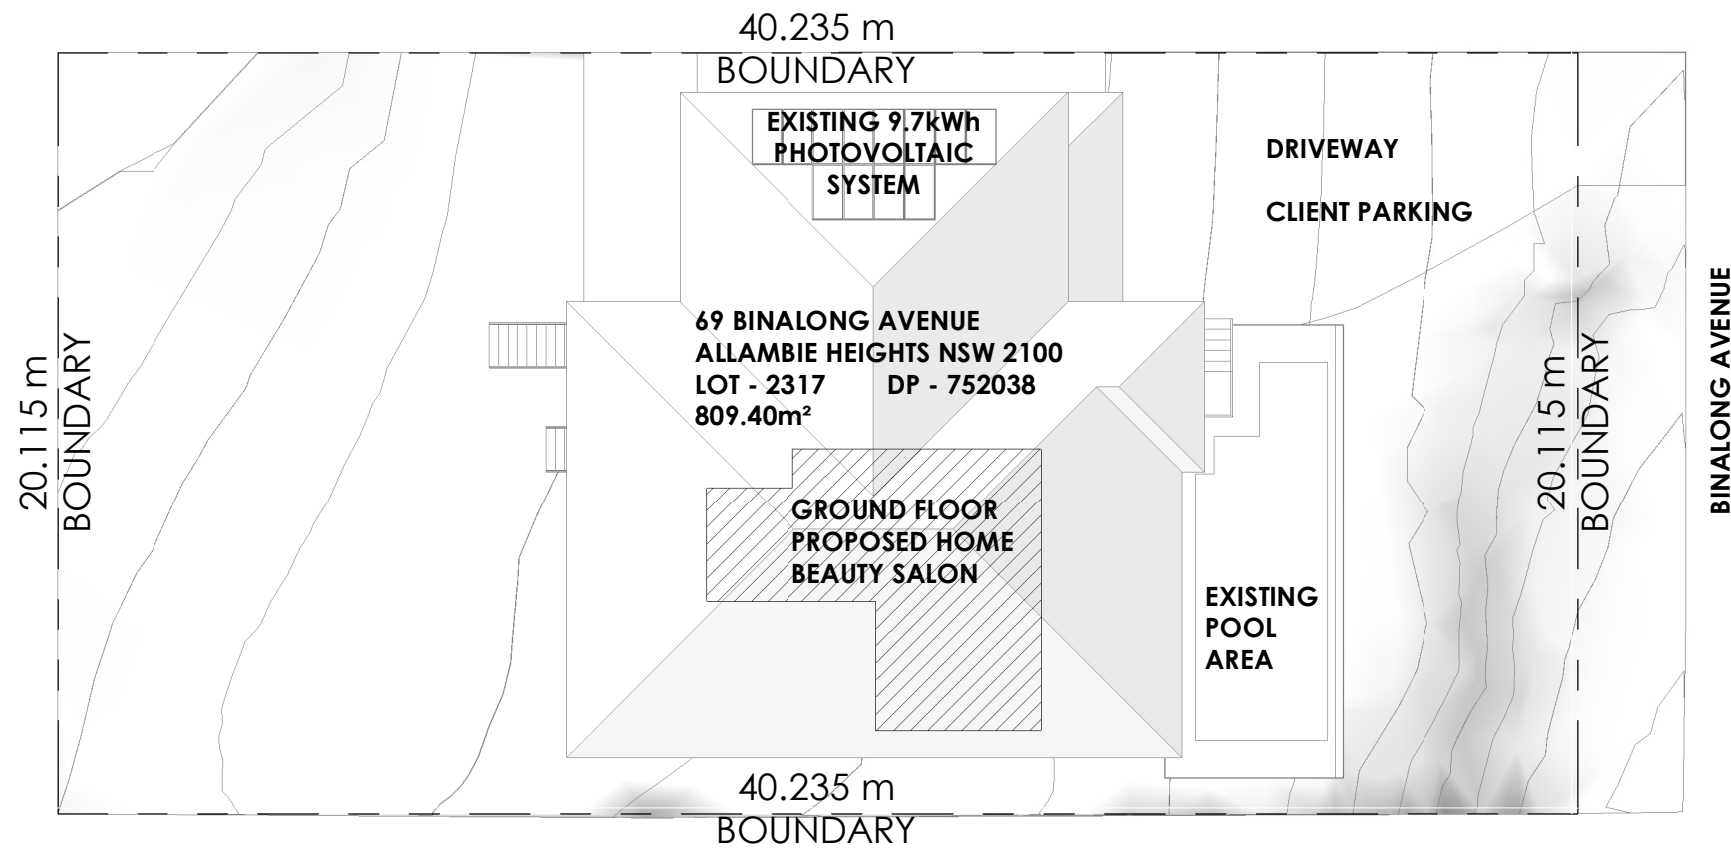 40.235 m
BOUNDARY
EXISTING 9.7kWh
PHOTOVOLTAIC
SYSTEM
DRIVEWAY
CLIENT PARKING
69 BINALONG AVENUE
ALLAMBIE HEIGHTS NSW 2100
LOT - 2317 DP - 752038
809.40m²
20.115 m
BOUNDARY
20.115 m
BOUNDARY
BINALONG AVENUE
GROUND FLOOR
PROPOSED HOME
BEAUTY SALON
EXISTING
POOL
AREA
40.235 m
BOUNDARY